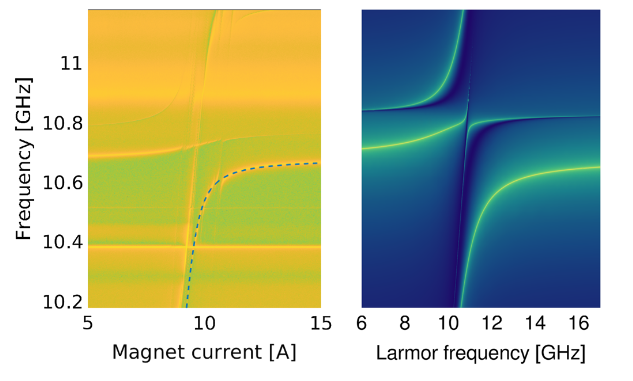 Frequency [GHz]
11
10.8
10.6
10.4
10.2
5 10 15
Magnet current [A]
6 8 10 12 14 16
Larmor frequency [GHz]